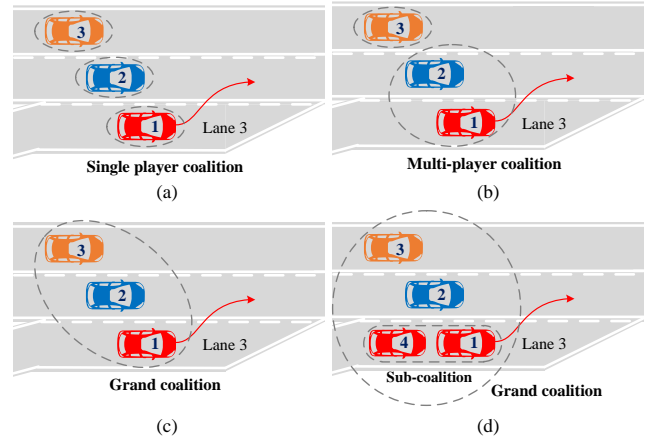 3
2
1
Lane 3
Single player coalition
(a)
3
2
1
Lane 3
Multi-player coalition
(b)
3
2
1
Lane 3
Grand coalition
(c)
3
2
4
1
Lane 3
Sub-coalition
Grand coalition
(d)